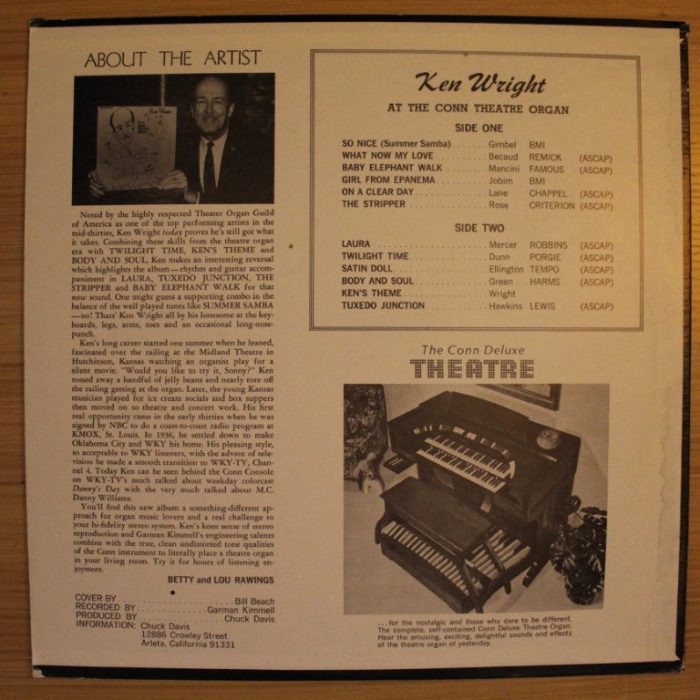 ABOUT THE ARTIST
Noted by the highly respected Theater Organ Guild
of America as one of the top performing artists in the
mid-thirties, Ken Wright today proves he's still got what
it takes. Combining these skills from the theatre organ
era with TWILIGHT TIME, KEN'S THEME and
BODY AND SOUL, Ken makes an interesting reversal
which highlights the album—rhythm and guitar accom-
paniment in LAURA, TUXEDO JUNCTION, THE
STRIPPER and BABY ELEPHANT WALK for that
now sound. One might guess a supporting combo in the
balance of the well played tunes like SUMMER SAMBA
—no! Thats' Ken Wright all by his lonesome at the key-
boards, legs, arms, toes and an occasional long-nose-
punch.
Ken's long career started one summer when he leaned,
fascinated over the railing at the Midland Theatre in
Hutchinson, Kansas watching an organist play for a
silent movie. "Would you like to try it, Sonny?" Ken
tossed away a handful of jelly beans and nearly tore off
the railing getting at the organ. Later, the young Kansas
musician played for ice cream socials and box suppers
then moved on to theatre and concert work. His first
real opportunity came in the early thirties when he was
signed by NBC to do a coast-to-coast radio program at
KMOX, St. Louis. In 1936, he settled down to make
Oklahoma City and WKY his home. His pleasing style,
so acceptable to WKY listeners, with the advent of tele-
vision he made a smooth transition to WKY-TV, Chan-
nel 4. Today Ken can be seen behind the Conn Console
on WKY-TV's much talked about weekday colorcast
Danny's Day with the very much talked about M.C.
Danny Williams.
You'll find this new album a something-different ap-
proach for organ music lovers and a real challenge to
your hi-fidelity stereo system. Ken's keen sense of stereo
reproduction and Garman Kimmell's engineering talents
combine with the true, clean undistorted tone qualities
of the Conn instrument to literally place a theatre organ
in your living room. Try it for hours of listening en-
joyment.
BETTY and LOU RAWINGS
COVER BY ..................... Bill Beach
RECORDED BY ............ Garman Kimmell
PRODUCED BY ............... Chuck Davis
INFORMATION: Chuck Davis
12886 Crowley Street
Arleta, California 91331
Ken Wright
AT THE CONN THEATRE ORGAN
SIDE ONE
SO NICE (Summer Samba) ........ Gimbel BMI
WHAT NOW MY LOVE ........ Becaud REMICK (ASCAP)
BABY ELEPHANT WALK ........ Mancini FAMOUS (ASCAP)
GIRL FROM EPANEMA ........ Jobim BMI
ON A CLEAR DAY ........ Lane CHAPPEL (ASCAP)
THE STRIPPER ........ Rose CRITERION (ASCAP)
SIDE TWO
LAURA ........ Mercer ROBBINS (ASCAP)
TWILIGHT TIME ........ Dunn PORGIE (ASCAP)
SATIN DOLL ........ Ellington TEMPO (ASCAP)
BODY AND SOUL ........ Green HARMS (ASCAP)
KEN'S THEME ........ Wright
TUXEDO JUNCTION ........ Hawkins LEWIS (ASCAP)
The Conn Deluxe
THEATRE
...for the nostalgic and those who dare to be different.
The complete, self-contained Conn Deluxe Theatre Organ.
Hear the amusing, exciting, delightful sounds and effects
of the theatre organ of yesterday.